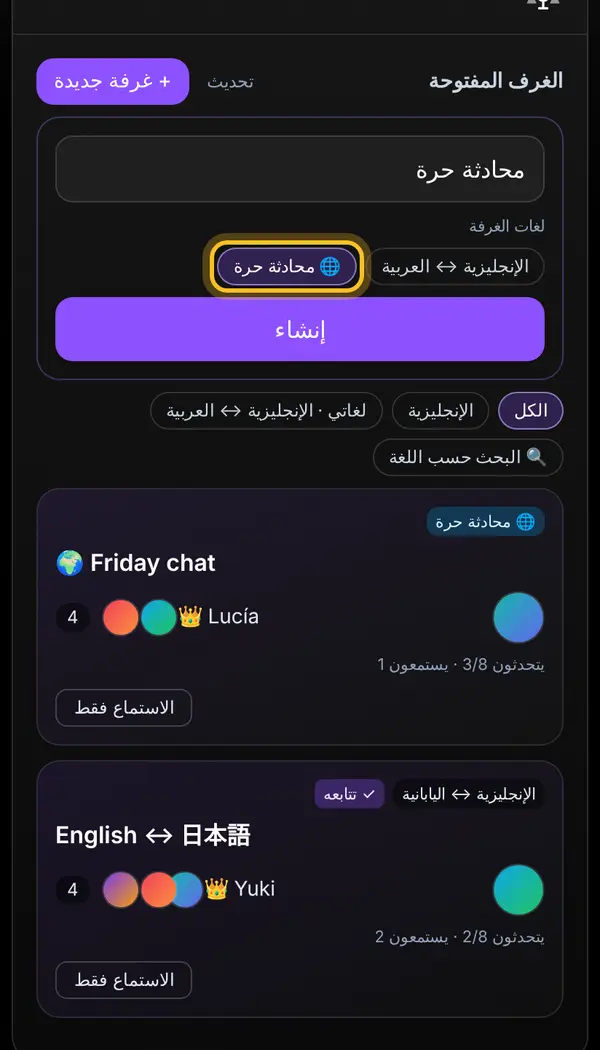 الغرف المفتوحة
تحديث
+ غرفة جديدة
محادثة حرة
لغات الغرفة
الإنجليزية ↔ العربية
🌐 محادثة حرة
إنشاء
الكل
الإنجليزية
لغاتي · الإنجليزية ↔ العربية
🔍 البحث حسب اللغة
🌐 محادثة حرة
🌍 Friday chat
👑 Lucía
4
يتحدثون 3/8 · يستمعون 1
الاستماع فقط
الإنجليزية ↔ اليابانية
✓ تتابعه
English ↔ 日本語
👑 Yuki
4
يتحدثون 2/8 · يستمعون 2
الاستماع فقط